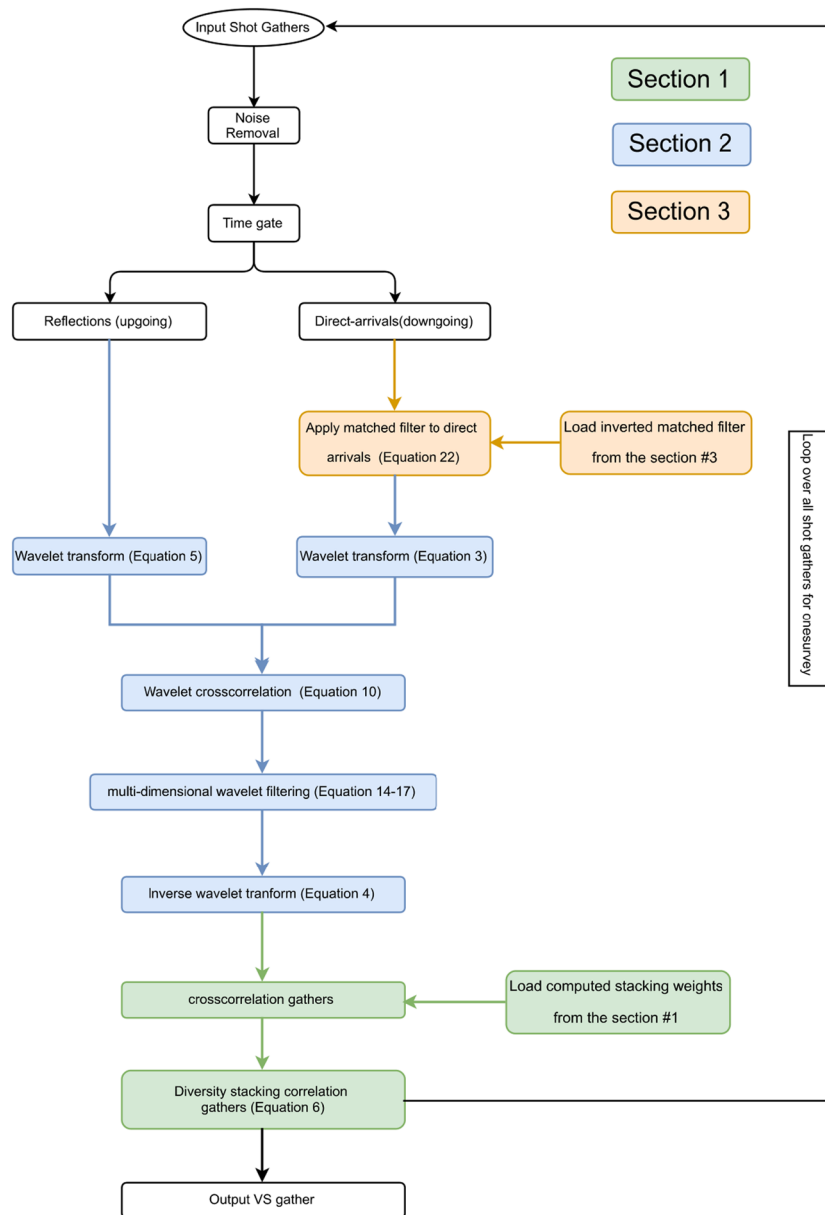 Input Shot Gathers
Section 1
Noise
Removal
Section 2
Section 3
Time gate
Reflections (upgoing)
Direct-arrivals(downgoing)
Apply matched filter to direct
arrivals (Equation 22)
Load inverted matched filter
from the section #3
Loop over all shot gathers for onesurvey
Wavelet transform (Equation 5)
Wavelet transform (Equation 3)
Wavelet crosscorrelation (Equation 10)
multi-dimensional wavelet filtering (Equation 14-17)
Inverse wavelet tranform (Equation 4)
crosscorrelation gathers
Load computed stacking weights
from the section #1
Diversity stacking correlation
gathers (Equation 6)
Output VS gather